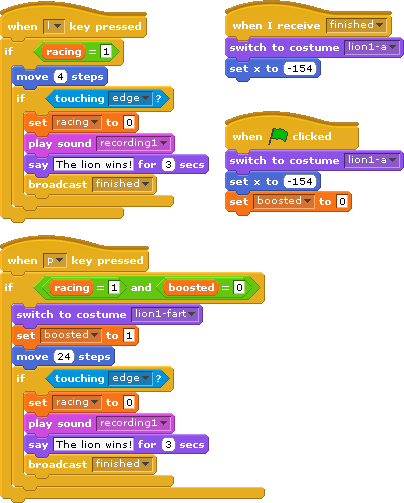 when l key pressed
if racing = 1
move 4 steps
if touching edge ?
set racing to 0
play sound recording1
say The lion wins! for 3 secs
broadcast finished
when I receive finished
switch to costume lion1-a
set x to -154
when clicked
switch to costume lion1-a
set x to -154
set boosted to 0
when p key pressed
if racing = 1 and boosted = 0
switch to costume lion1-fart
set boosted to 1
move 24 steps
if touching edge ?
set racing to 0
play sound recording1
say The lion wins! for 3 secs
broadcast finished